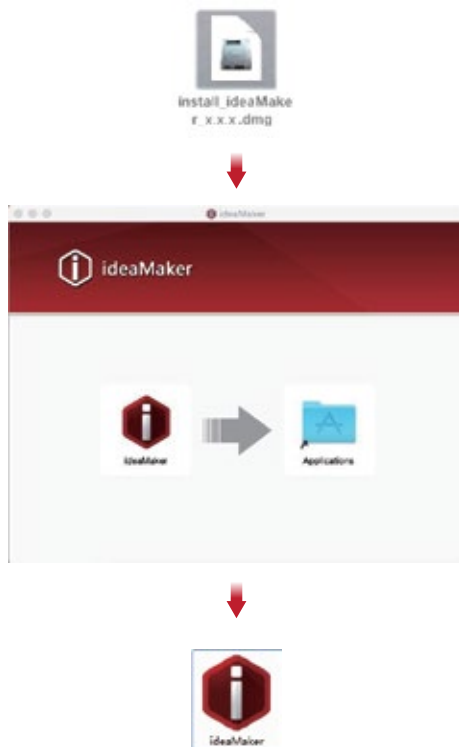 install_ideaMake
r_x.x.x.dmg
ideaMaker
ideaMaker
ideaMaker
Applications
ideaMaker